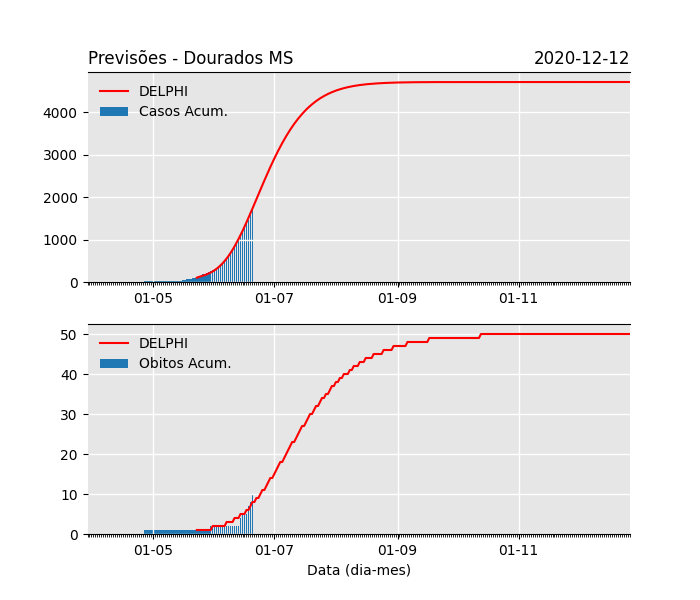 Previsões - Dourados MS 2020-12-12
DELPHI
Casos Acum.
4000
3000
2000
1000
0
01-05 01-07 01-09 01-11
DELPHI
Obitos Acum.
50
40
30
20
10
0
01-05 01-07 01-09 01-11
Data (dia-mes)